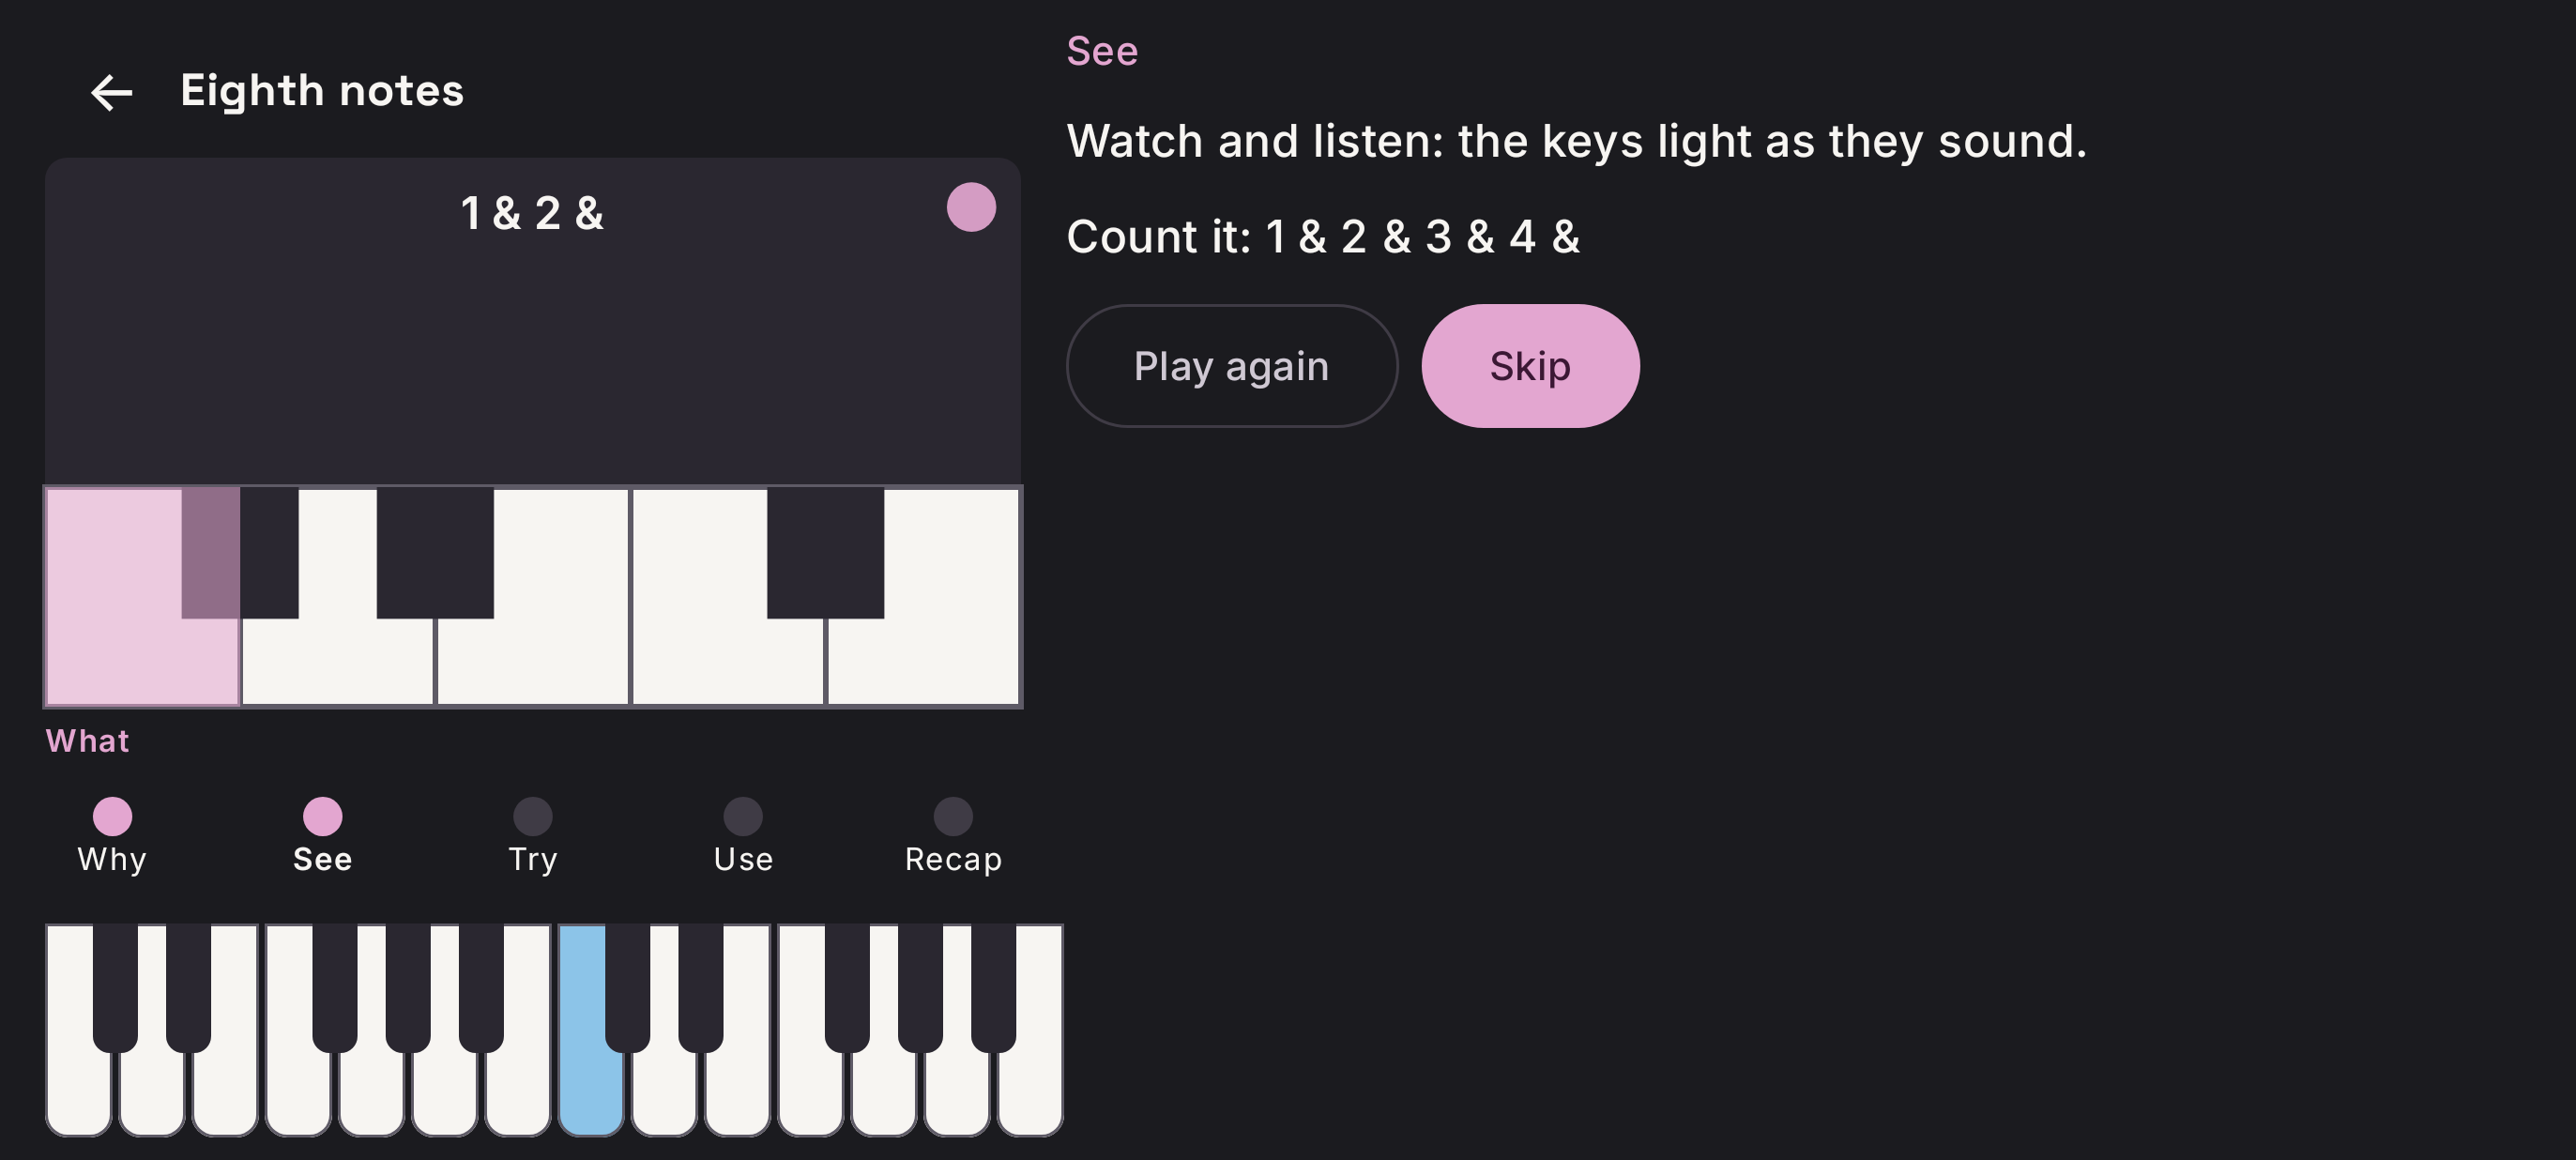 Eighth notes
1 & 2 &
What
Why
See
Try
Use
Recap
See
Watch and listen: the keys light as they sound.
Count it: 1 & 2 & 3 & 4 &
Play again
Skip